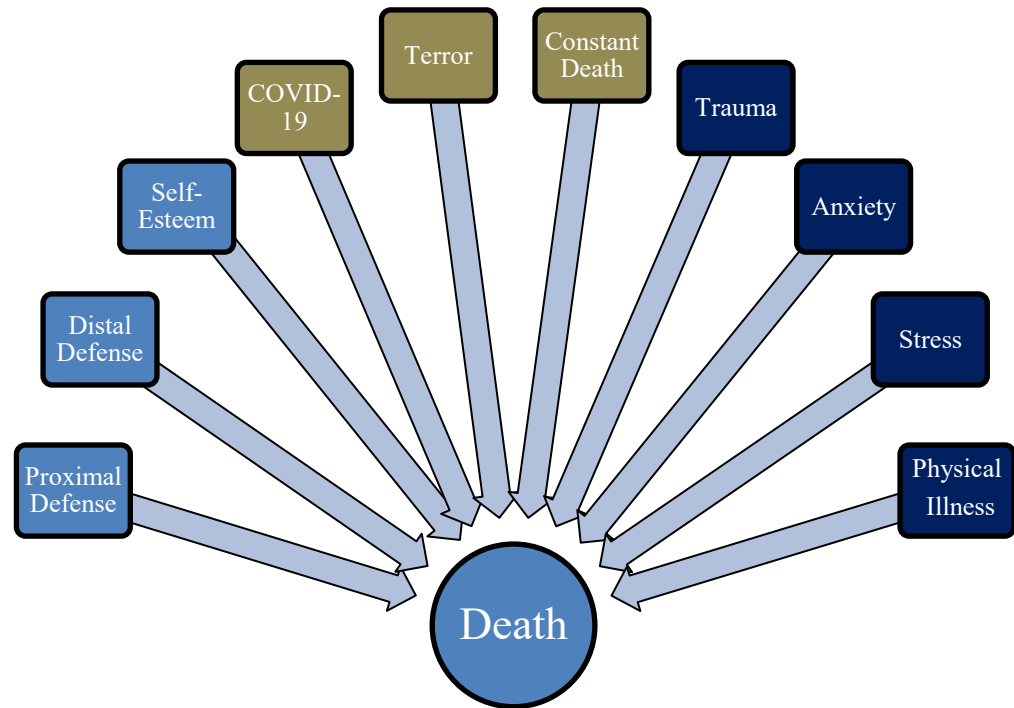 Terror
Constant
Death
COVID-
19
Trauma
Self-
Esteem
Anxiety
Distal
Defense
Stress
Proximal
Defense
Physical
Illness
Death